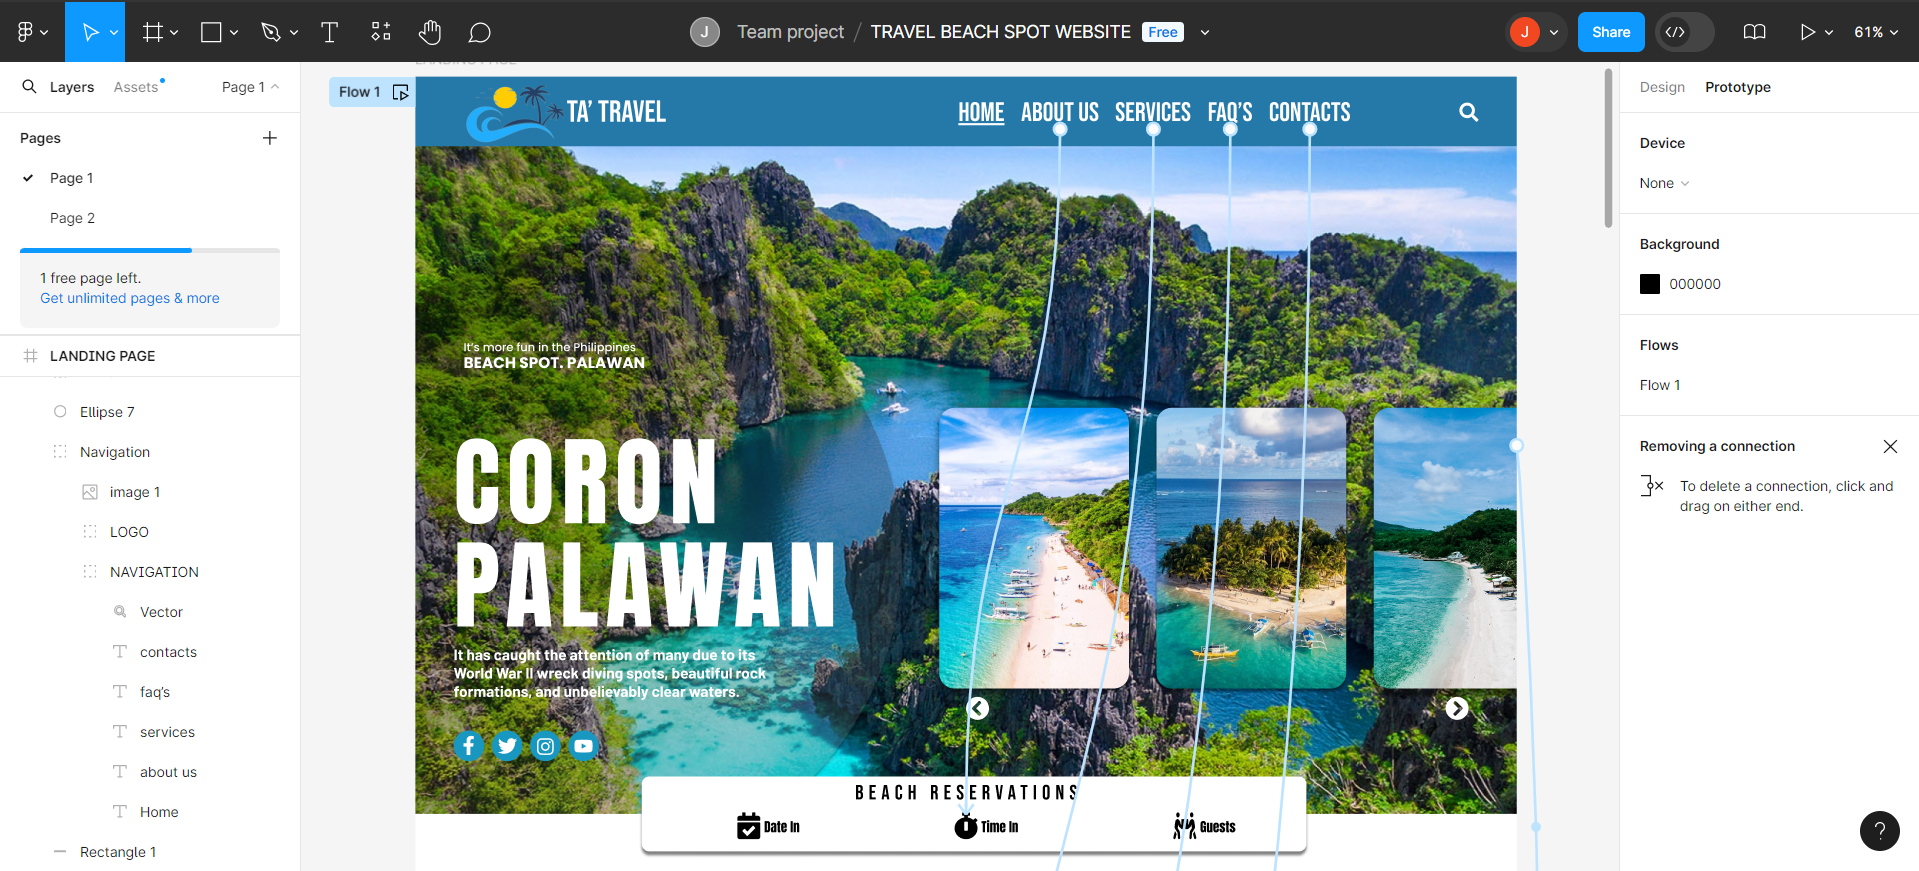 J Team project / TRAVEL BEACH SPOT WEBSITE Free
J Share 61%
Layers Assets Page 1
Pages
Page 1
Page 2
1 free page left.
Get unlimited pages & more
LANDING PAGE
Ellipse 7
Navigation
image 1
LOGO
NAVIGATION
Vector
contacts
faq's
services
about us
Home
Rectangle 1
LANDING PAGE
Flow 1
TA' TRAVEL
HOME ABOUT US SERVICES FAQ'S CONTACTS
It's more fun in the Philippines
BEACH SPOT. PALAWAN
CORON
PALAWAN
It has caught the attention of many due to its
World War II wreck diving spots, beautiful rock
formations, and unbelievably clear waters.
BEACH RESERVATIONS
Date In Time In Guests
Design Prototype
Device
None
Background
000000
Flows
Flow 1
Removing a connection
To delete a connection, click and
drag on either end.
?